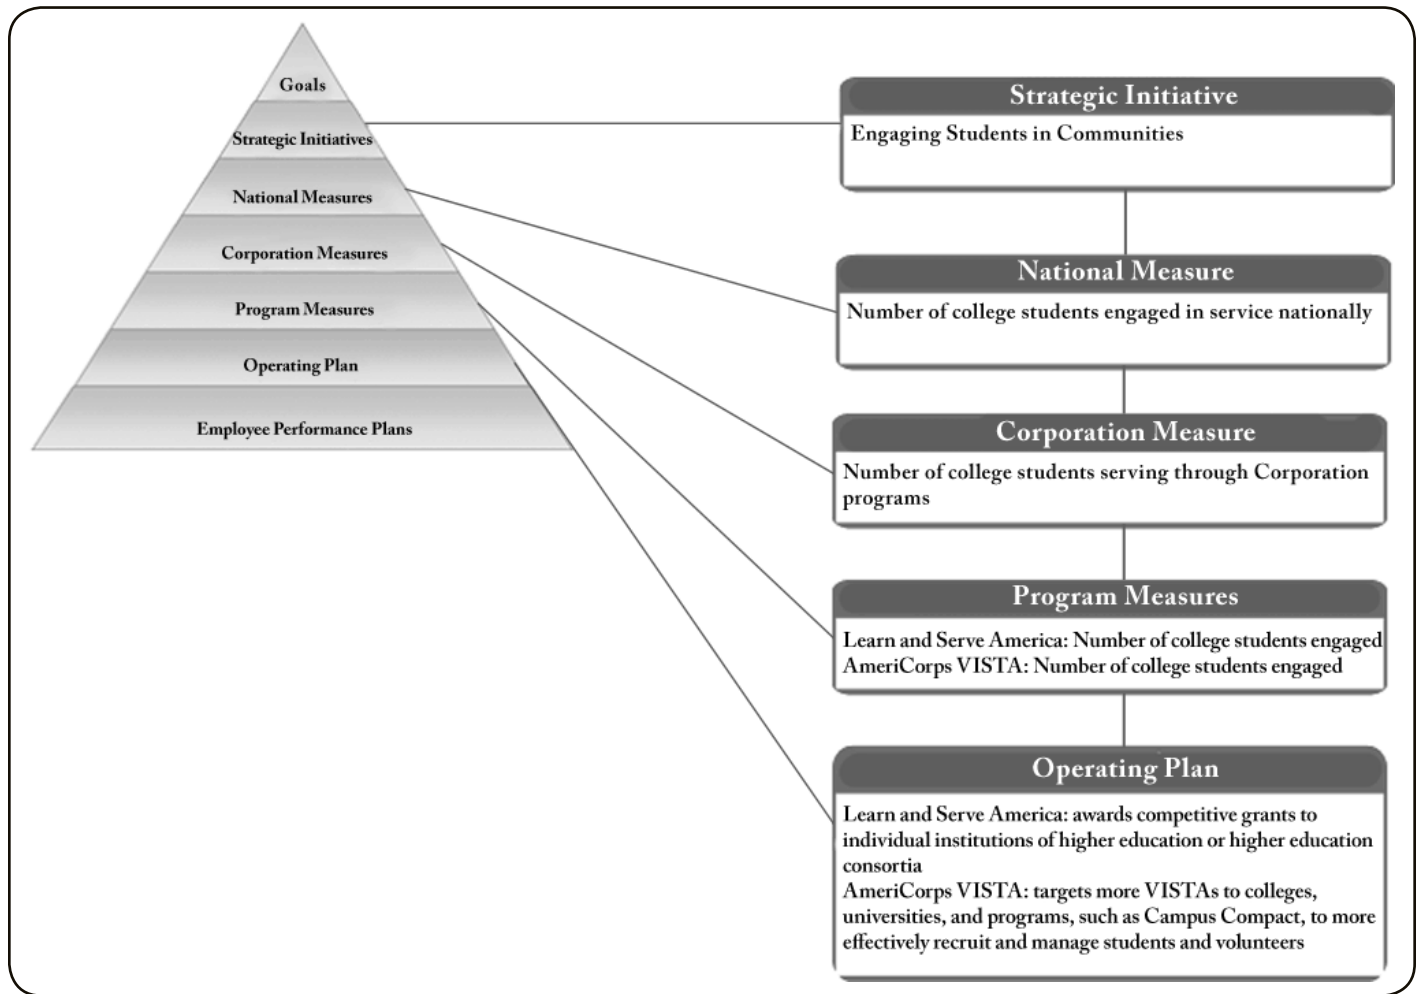 Goals
Strategic Initiatives
National Measures
Corporation Measures
Program Measures
Operating Plan
Employee Performance Plans
Strategic Initiative
Engaging Students in Communities
National Measure
Number of college students engaged in service nationally
Corporation Measure
Number of college students serving through Corporation
programs
Program Measures
Learn and Serve America: Number of college students engaged
AmeriCorps VISTA: Number of college students engaged
Operating Plan
Learn and Serve America: awards competitive grants to
individual institutions of higher education or higher education
consortia
AmeriCorps VISTA: targets more VISTAs to colleges,
universities, and programs, such as Campus Compact, to more
effectively recruit and manage students and volunteers